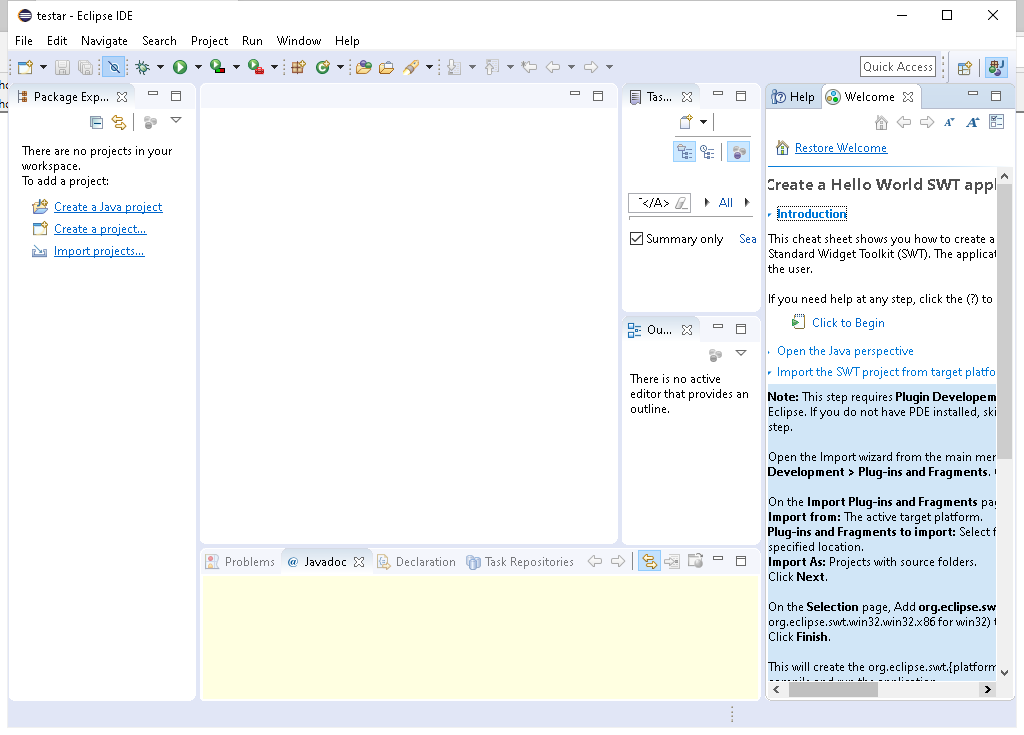 testar - Eclipse IDE
File Edit Navigate Search Project Run Window Help
Quick Access
Package Exp...
There are no projects in your
workspace.
To add a project:
Create a Java project
Create a project...
Import projects...
Tas...
"</A> All
Summary only Sea
Ou...
There is no active
editor that provides an
outline.
Problems @ Javadoc Declaration Task Repositories
Help Welcome
Restore Welcome
Create a Hello World SWT appl
Introduction
This cheat sheet shows you how to create a
Standard Widget Toolkit (SWT). The applicat
the user.
If you need help at any step, click the (?) to
Click to Begin
Open the Java perspective
Import the SWT project from target platfo
Note: This step requires Plugin Developem
Eclipse. If you do not have PDE installed, ski
step.
Open the Import wizard from the main mer
Development > Plug-ins and Fragments.
On the Import Plug-ins and Fragments pag
Import from: The active target platform.
Plug-ins and Fragments to import: Select f
specified location.
Import As: Projects with source folders.
Click Next.
On the Selection page, Add org.eclipse.sw
org.eclipse.swt.win32.win32.x86 for win32) t
Click Finish.
This will create the org.eclipse.swt.{platform